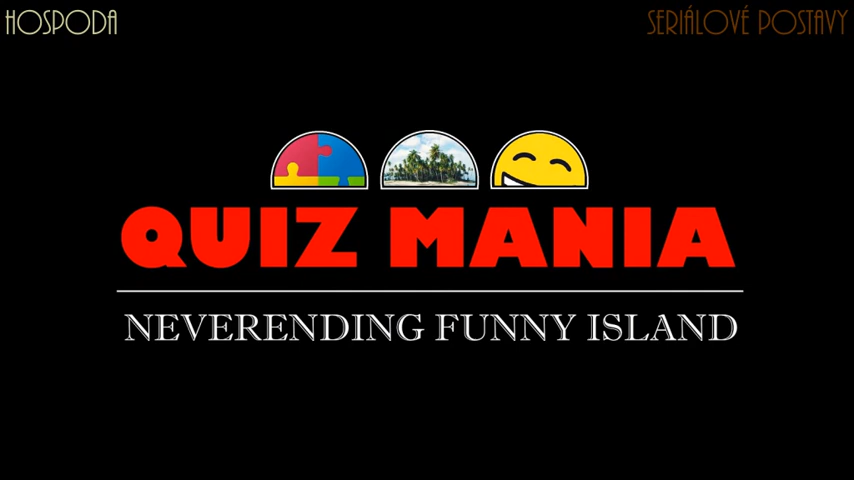 HOSPODA
SERIÁLOVÉ POSTAVY
QUIZ MANIA
NEVERENDING FUNNY ISLAND